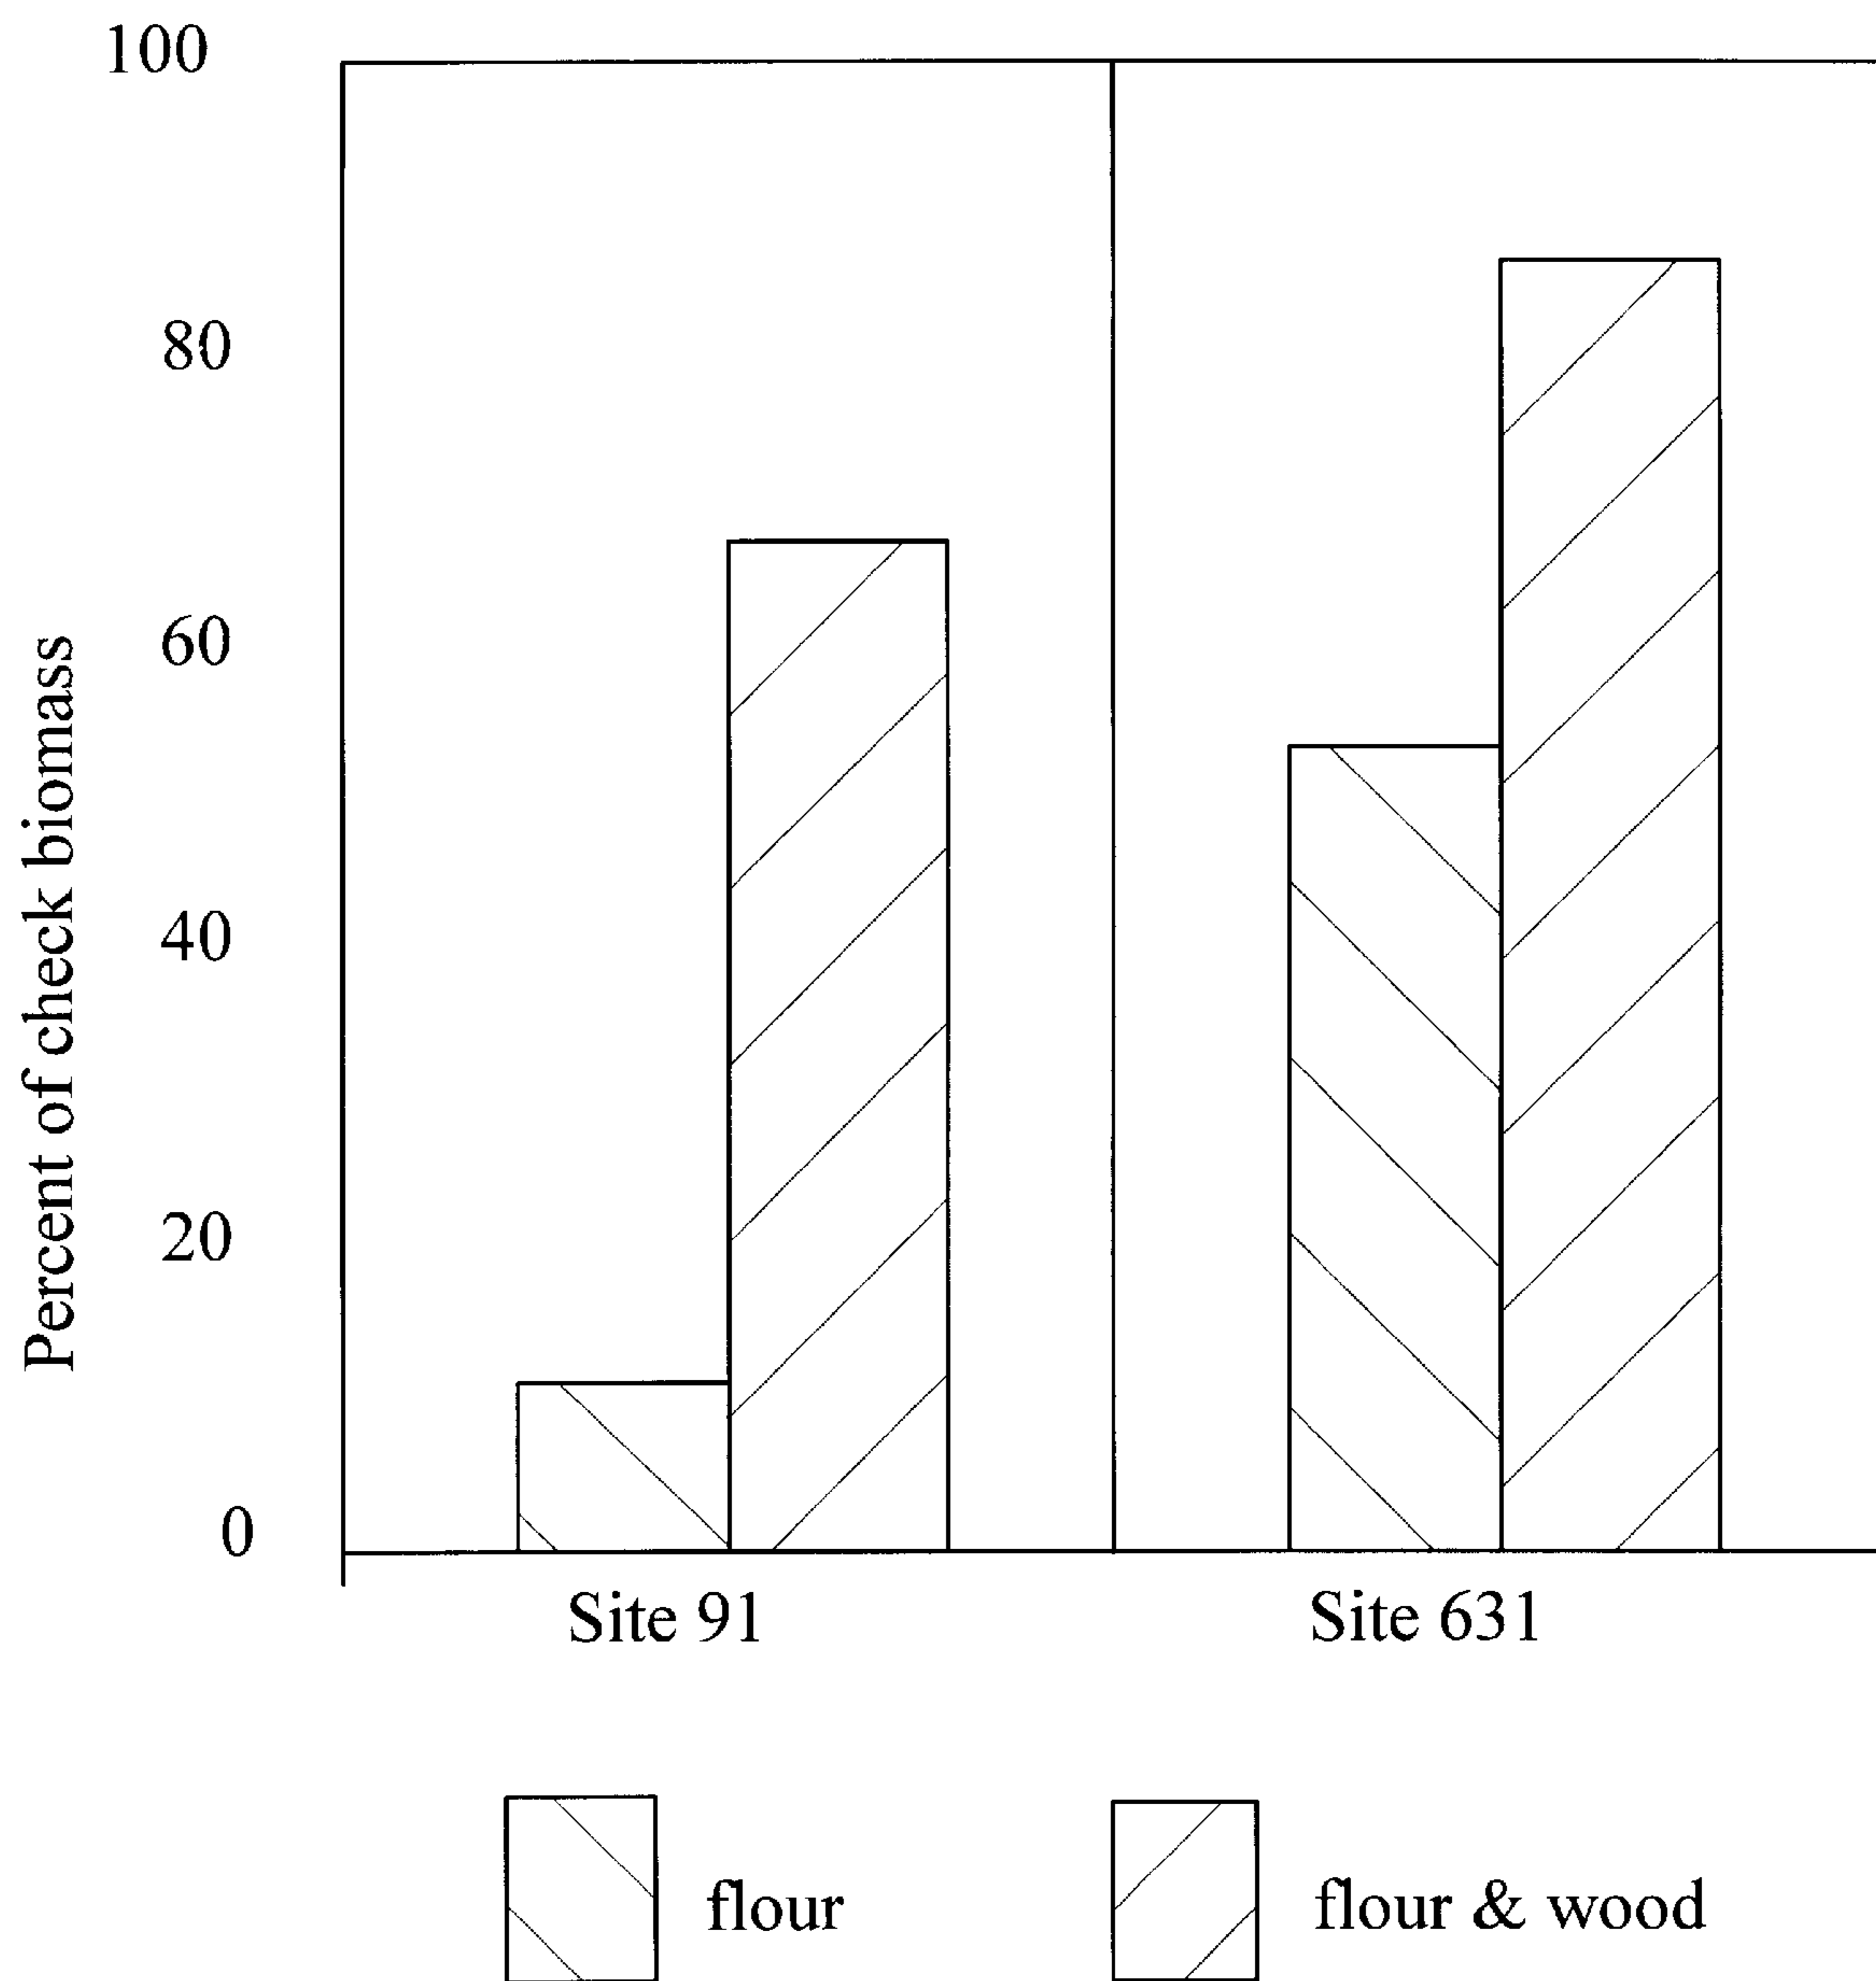 100
80
60
40
20
0
Percent of check biomass
Site 91
Site 631
flour
flour & wood